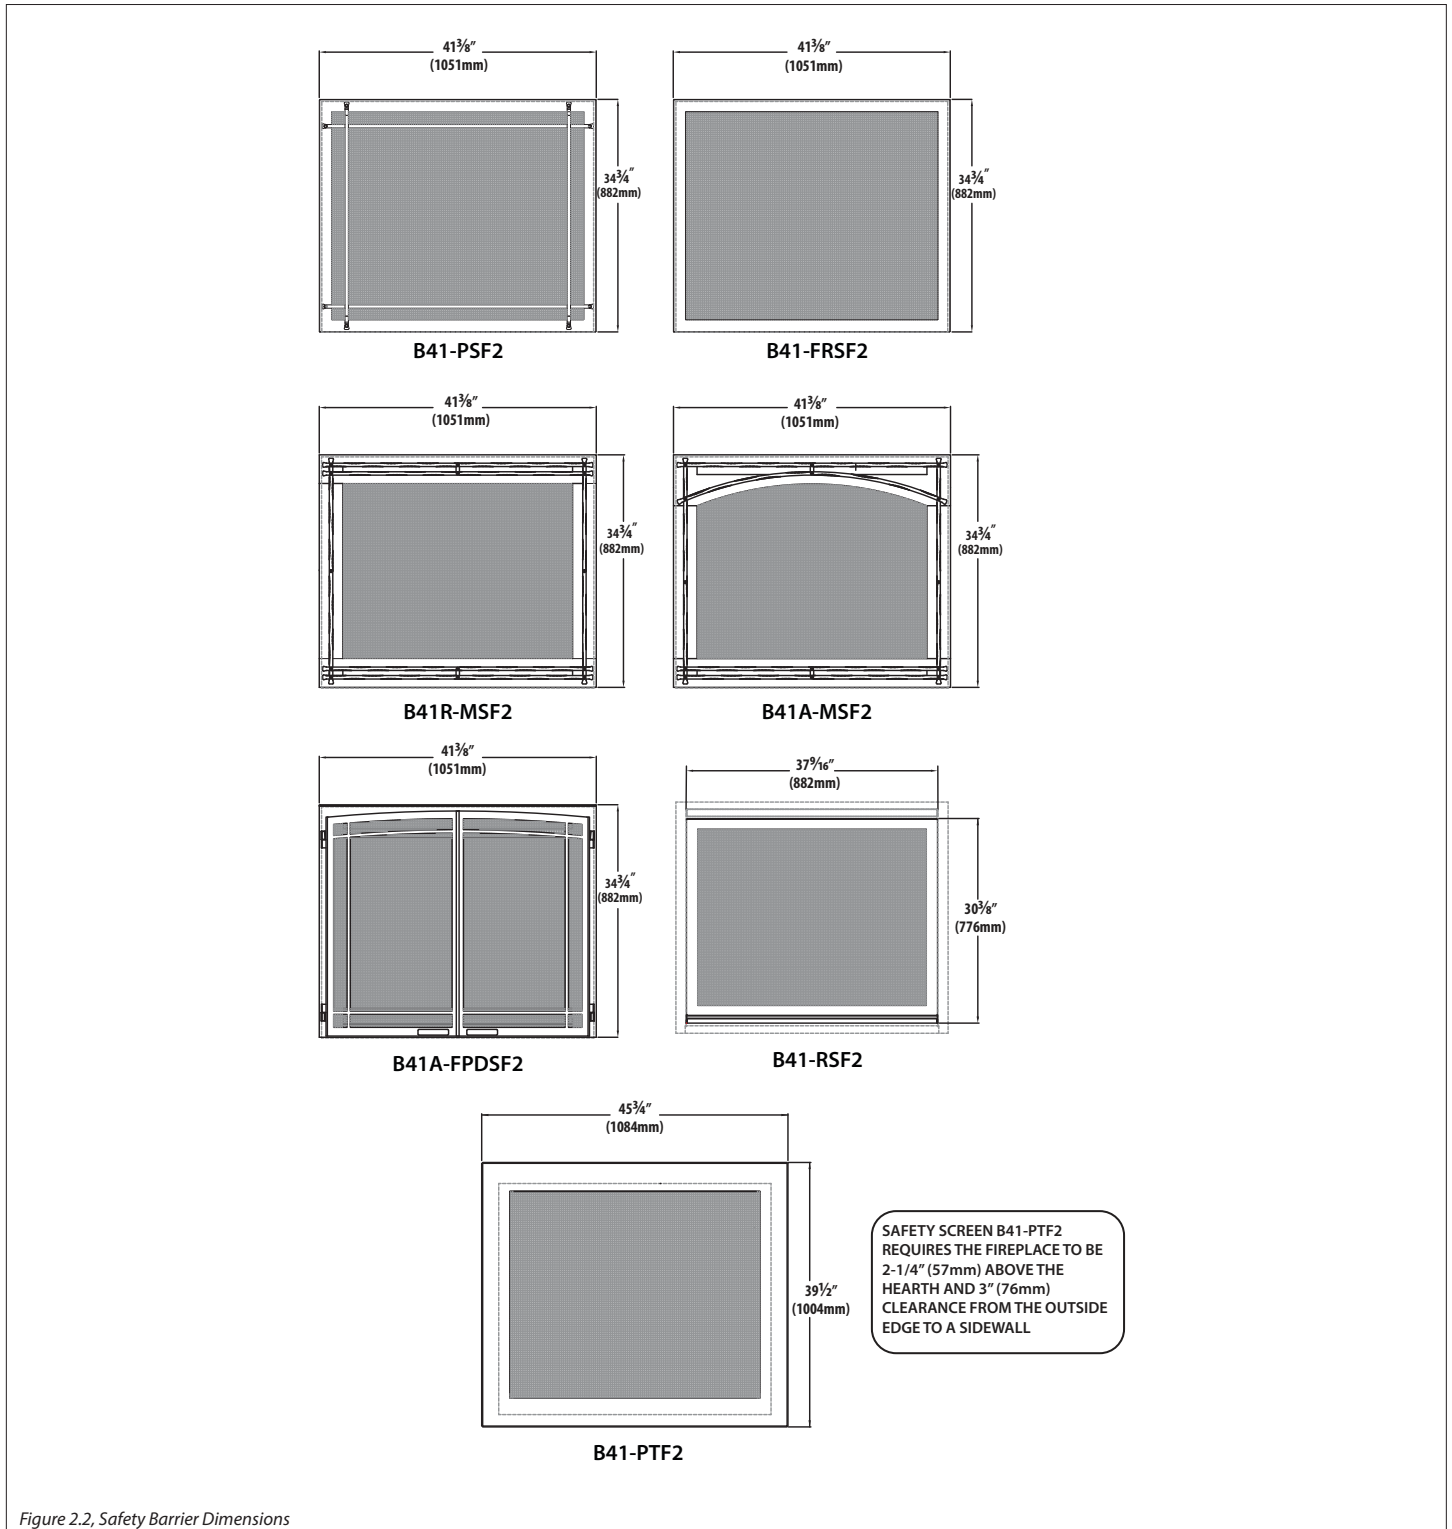 41⅜" 41⅜"
(1051mm) (1051mm)
34¾" 34¾"
(882mm) (882mm)
B41-PSF2 B41-FRSF2
41⅜" 41⅜"
(1051mm) (1051mm)
34¾" 34¾"
(882mm) (882mm)
B41R-MSF2 B41A-MSF2
41⅜" 37⁹⁄₁₆"
(1051mm) (882mm)
34¾" 30⅜"
(882mm) (776mm)
B41A-FPDSF2 B41-RSF2
45¾"
(1084mm)
39½"
(1004mm)
SAFETY SCREEN B41-PTF2
REQUIRES THE FIREPLACE TO BE
2-1/4" (57mm) ABOVE THE
HEARTH AND 3" (76mm)
CLEARANCE FROM THE OUTSIDE
EDGE TO A SIDEWALL
B41-PTF2
Figure 2.2, Safety Barrier Dimensions